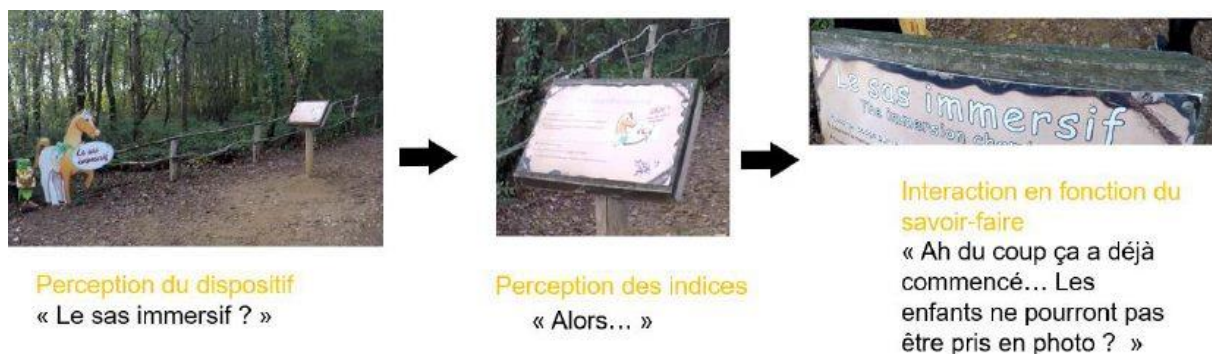 Le sas
immersif
Le sas immersif
The immersion
Perception du dispositif
« Le sas immersif ? »
Perception des indices
« Alors... »
Interaction en fonction du
savoir-faire
« Ah du coup ça a déjà
commencé... Les
enfants ne pourront pas
être pris en photo ?  »